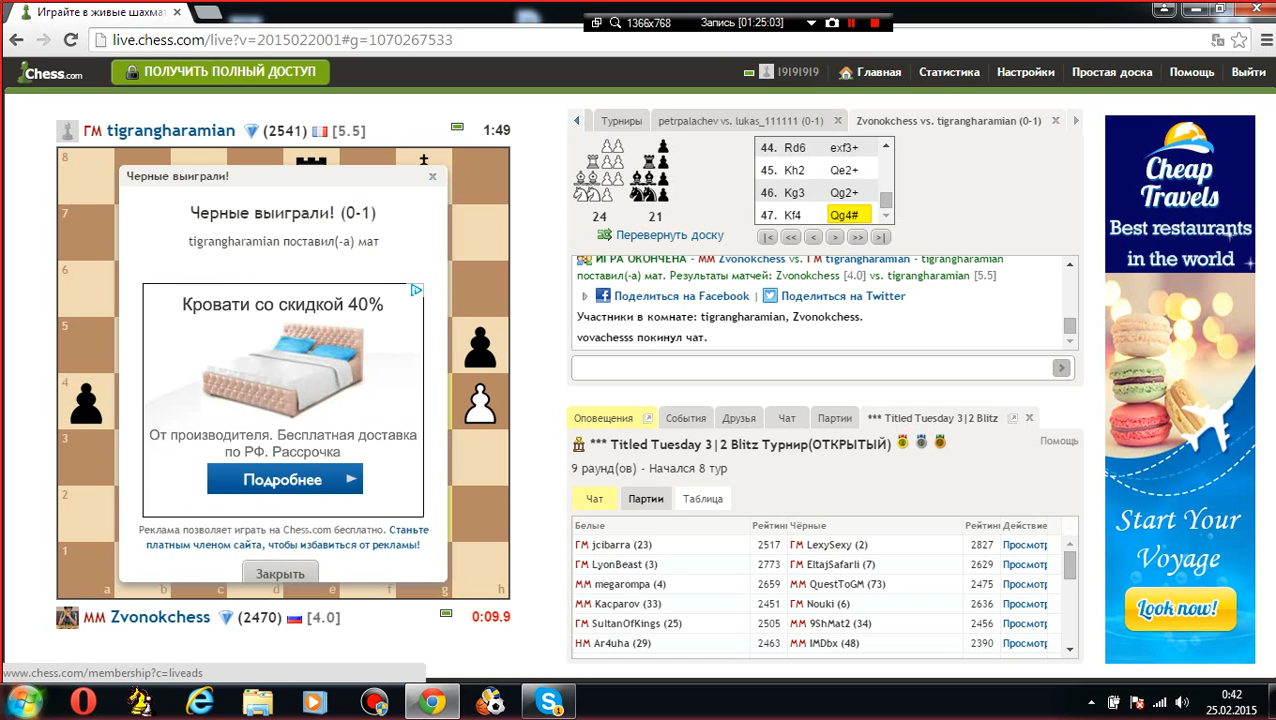 Играйте в живые шахмат
1366x768
Запись [01:25:03]
live.chess.com/live?v=2015022001#g=1070267533
Chess.com
ПОЛУЧИТЬ ПОЛНЫЙ ДОСТУП
19191919
Главная
Статистика
Настройки
Простая доска
Помощь
Выйти
ГМ tigrangharamian (2541) [5.5]
1:49
8
7
6
5
4
3
2
1
a
h
Черные выиграли!
Черные выиграли! (0-1)
tigrangharamian поставил(-а) мат
Кровати со скидкой 40%
От производителя. Бесплатная доставка
по РФ. Рассрочка
Подробнее
Реклама позволяет играть на Chess.com бесплатно. Станьте
платным членом сайта, чтобы избавиться от рекламы!
Закрыть
ММ Zvonokchess (2470) [4.0]
0:09.9
www.chess.com/membership?c=liveads
Турниры
petrpalachev vs. lukas_111111 (0-1)
Zvonokchess vs. tigrangharamian (0-1)
44. Rd6 exf3+
45. Kh2 Qe2+
46. Kg3 Qg2+
47. Kf4 Qg4#
24
21
Перевернуть доску
|<
<<
<
>
>>
>|
ИГРА ОКОНЧЕНА - ММ Zvonokchess vs. ГМ tigrangharamian - tigrangharamian
поставил(-а) мат. Результаты матчей: Zvonokchess [4.0] vs. tigrangharamian [5.5]
Поделиться на Facebook | Поделиться на Twitter
Участники в комнате: tigrangharamian, Zvonokchess.
vovachesss покинул чат.
Оповещения
События
Друзья
Чат
Партии
*** Titled Tuesday 3|2 Blitz
*** Titled Tuesday 3|2 Blitz Турнир(ОТКРЫТЫЙ)
Помощь
9 раунд(ов) - Начался 8 тур
Чат
Партии
Таблица
Белые Рейтинг Чёрные Рейтинг Действие
ГМ jcibarra (23) 2517 ГМ LexySexy (2) 2827 Просмотр
ГМ LyonBeast (3) 2773 ГМ EltajSafarli (7) 2629 Просмотр
ММ megarompa (4) 2659 ММ QuestToGM (73) 2475 Просмотр
ММ Kacparov (33) 2451 ГМ Nouki (6) 2636 Просмотр
ГМ SultanOfKings (25) 2505 ММ 9ShMat2 (34) 2456 Просмотр
НМ Ar4uha (29) 2463 ММ IMDbx (48) 2390 Просмотр
Cheap
Travels
Best restaurants
in the world
Start Your
Voyage
Look now!
0:42
25.02.2015